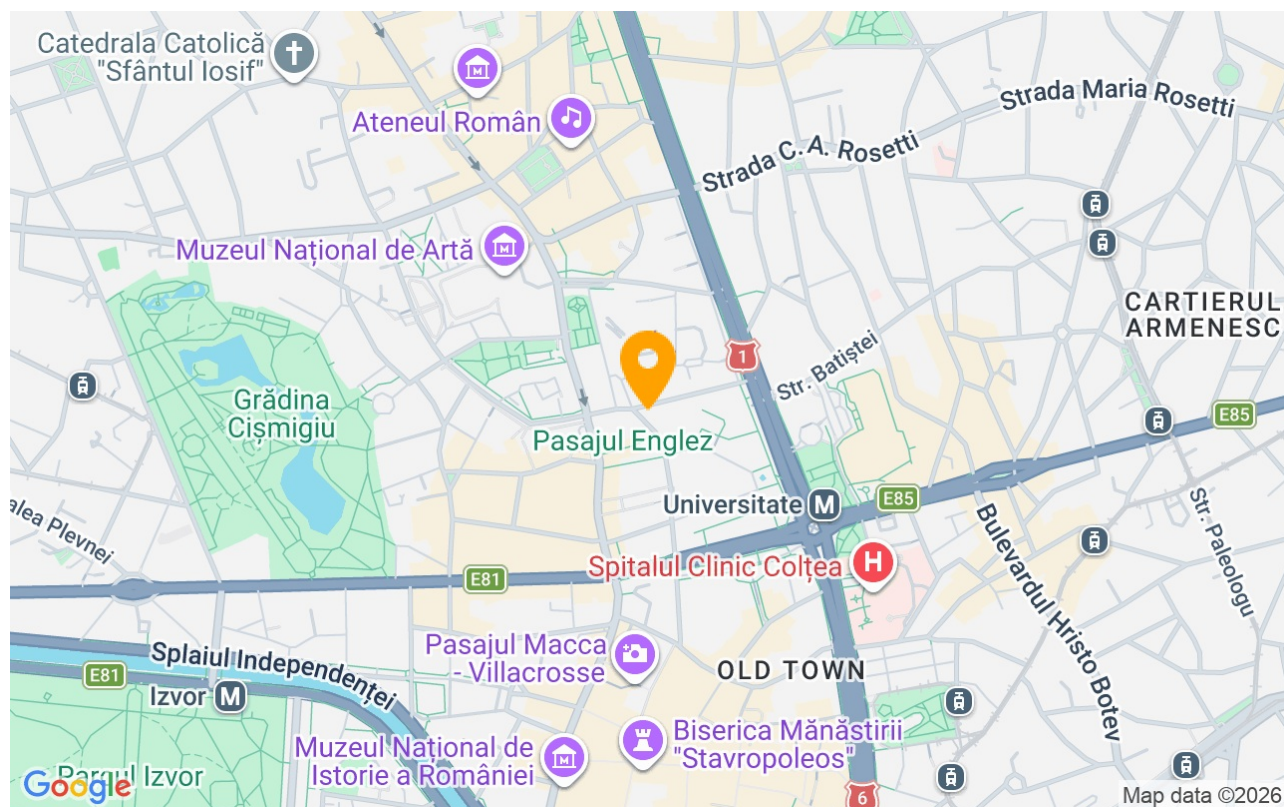 Catedrala Catolică
"Sfântul Iosif"
Ateneul Român
Strada Maria Rosetti
Strada C. A. Rosetti
Muzeul Național de Artă
CARTIERUL
ARMENESC
1
Str. Batiștei
Grădina
Cișmigiu
E85
Pasajul Englez
Universitate
M
E85
alea Plevnei
Str. Paleologu
Bulevardul Hristo Botev
E81
Spitalul Clinic Colțea
H
Splaiul Independenței
E81
Izvor
M
Pasajul Macca
- Villacrosse
OLD TOWN
Muzeul Național de
Istorie a României
Biserica Mănăstirii
"Stavropoleos"
Parcul Izvor
Google
6
Map data ©2026